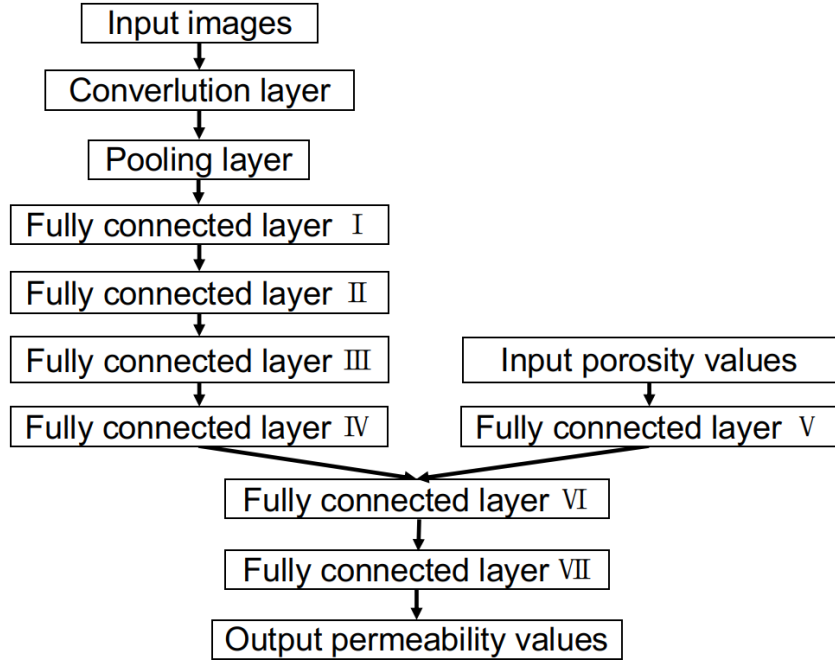 Input images
Converlution layer
Pooling layer
Fully connected layer Ⅰ
Fully connected layer Ⅱ
Fully connected layer Ⅲ
Input porosity values
Fully connected layer Ⅳ
Fully connected layer Ⅴ
Fully connected layer Ⅵ
Fully connected layer Ⅶ
Output permeability values